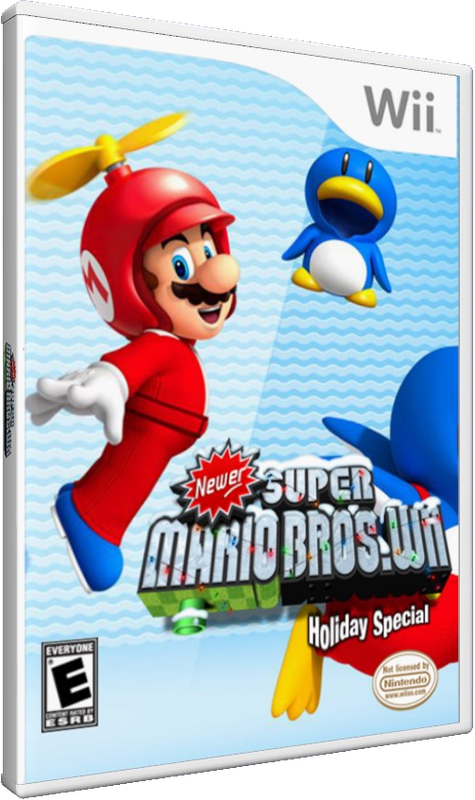 Wii
M
Newer
SUPER
MARIO BROS.Wii
Holiday Special
EVERYONE
E
CONTENT RATED BY
ESRB
Not licensed by
Nintendo